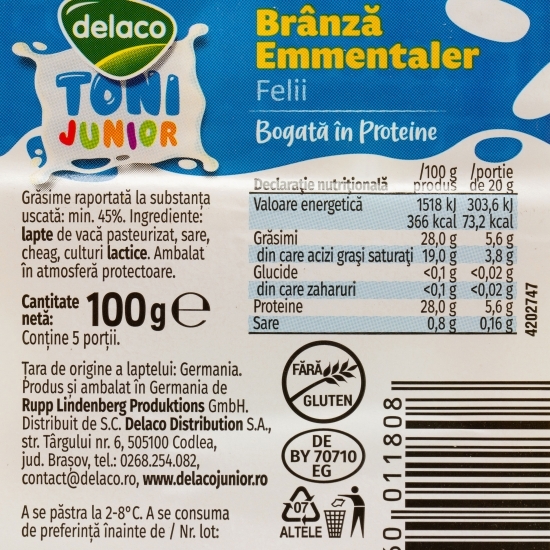 delaco
TONI
JUNIOR
Brânză
Emmentaler
Felii
Bogată în Proteine
Grăsime raportată la substanța
uscată: min. 45%. Ingrediente:
lapte de vacă pasteurizat, sare,
cheag, culturi lactice. Ambalat
în atmosferă protectoare.
Cantitate netă: 100 g e
Conține 5 porții.
Declarație nutrițională /100 g produs /porție de 20 g
Valoare energetică 1518 kJ 303,6 kJ
366 kcal 73,2 kcal
Grăsimi 28,0 g 5,6 g
din care acizi grași saturați 19,0 g 3,8 g
Glucide <0,1 g <0,02 g
din care zaharuri <0,1 g <0,02 g
Proteine 28,0 g 5,6 g
Sare 0,8 g 0,16 g
4202747
Țara de origine a laptelui: Germania.
Produs și ambalat în Germania de
Rupp Lindenberg Produktions GmbH.
Distribuit de S.C. Delaco Distribution S.A.,
str. Târgului nr. 6, 505100 Codlea,
jud. Brașov, tel.: 0268.254.082,
contact@delaco.ro, www.delacojunior.ro
A se păstra la 2-8°C. A se consuma
de preferință înainte de / Nr. lot:
FĂRĂ
GLUTEN
DE
BY 70710
EG
07
ALTELE
0 011808